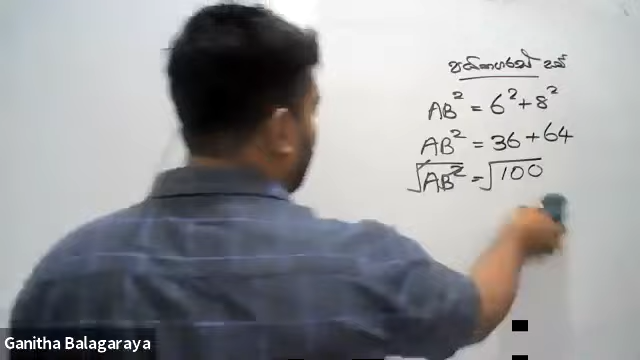 AB² = 6² + 8²
AB² = 36 + 64
√AB² = √100
Ganitha Balagaraya